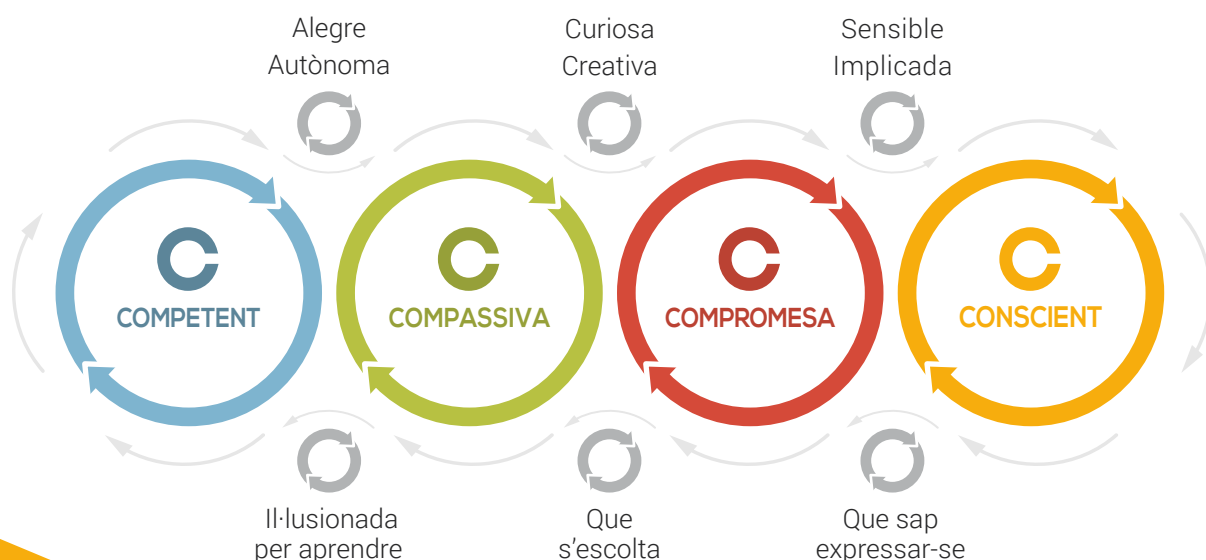 Alegre
Autònoma
Curiosa
Creativa
Sensible
Implicada
C
COMPETENT
C
COMPASSIVA
C
COMPROMESA
C
CONSCIENT
Il·lusionada
per aprendre
Que
s'escolta
Que sap
expressar-se